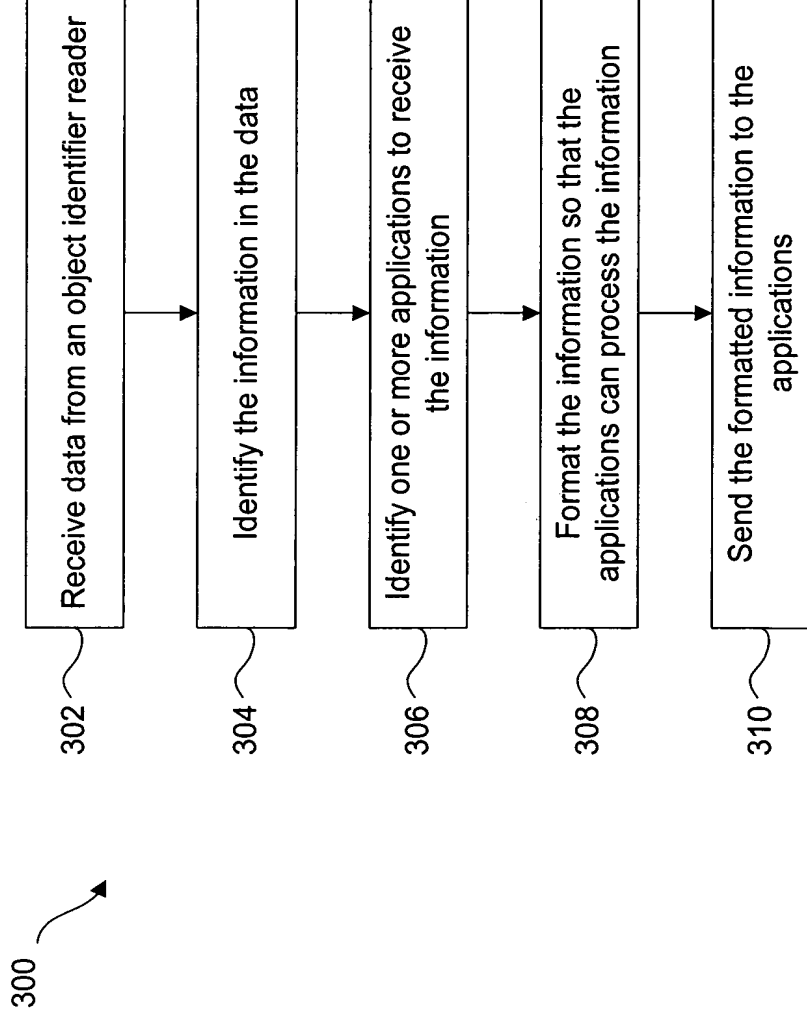 300
302
Receive data from an object identifier reader
304
Identify the information in the data
306
Identify one or more applications to receive
the information
308
Format the information so that the
applications can process the information
310
Send the formatted information to the
applications